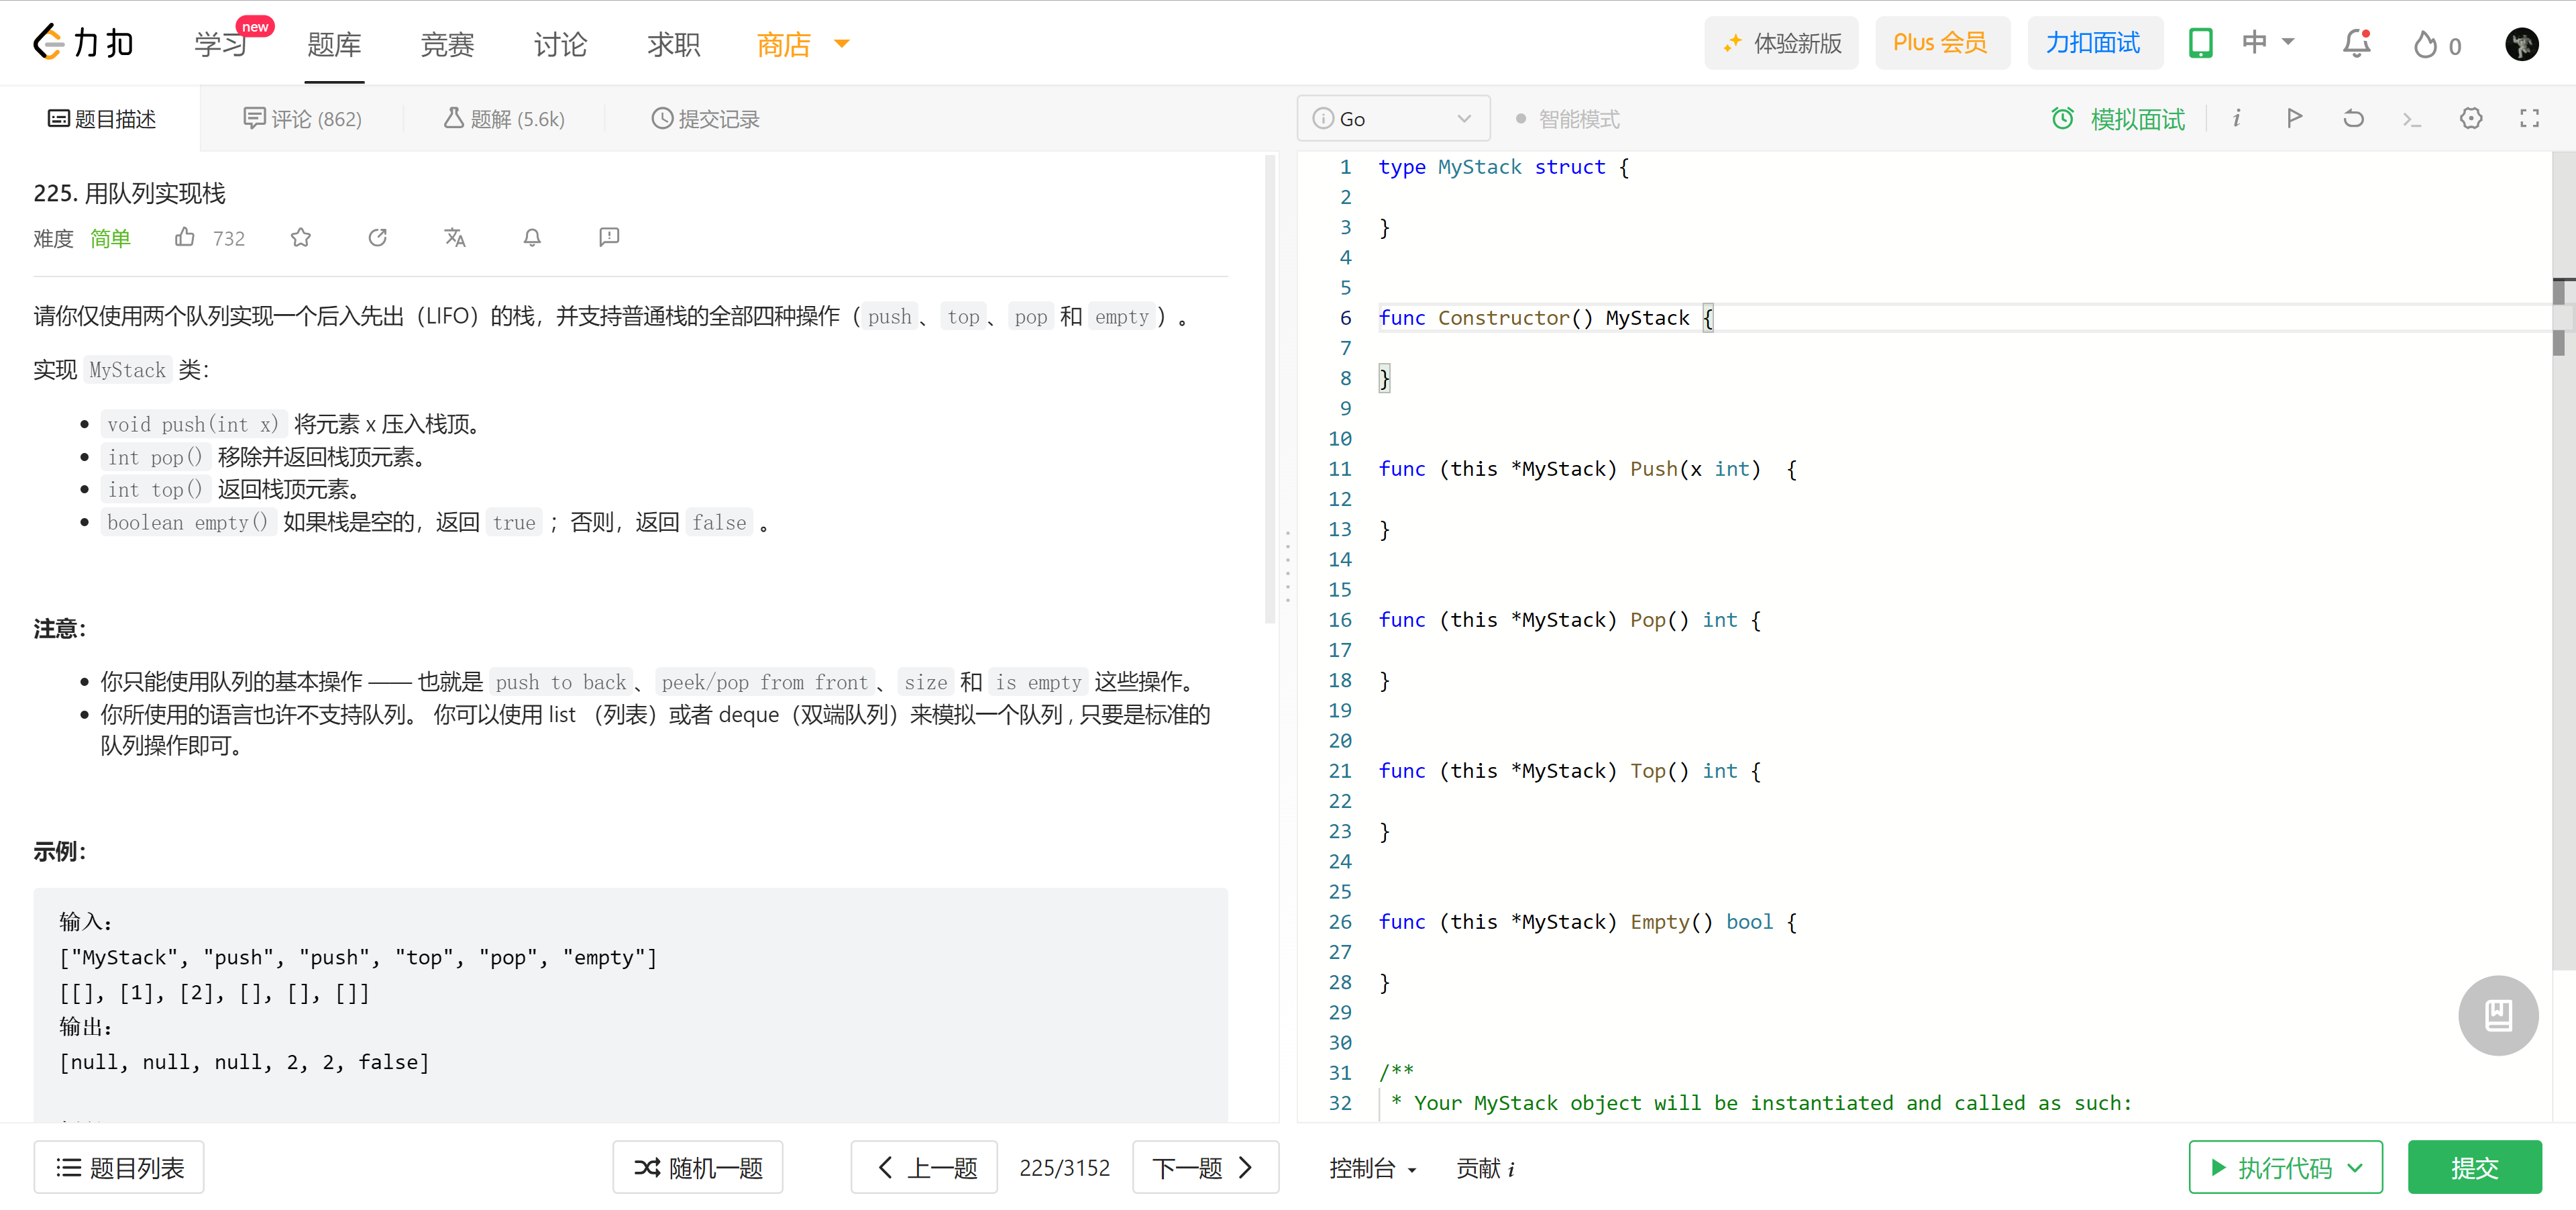 力扣 学习 new 题库 竞赛 讨论 求职 商店 体验新版 Plus 会员 力扣面试 中 0
题目描述 评论 (862) 题解 (5.6k) 提交记录 i Go 智能模式 模拟面试 i
225. 用队列实现栈
难度 简单 732
请你仅使用两个队列实现一个后入先出（LIFO）的栈，并支持普通栈的全部四种操作（push、top、pop 和 empty）。
实现 MyStack 类：
void push(int x) 将元素 x 压入栈顶。
int pop() 移除并返回栈顶元素。
int top() 返回栈顶元素。
boolean empty() 如果栈是空的，返回 true ；否则，返回 false 。
注意：
你只能使用队列的基本操作 —— 也就是 push to back、peek/pop from front、size 和 is empty 这些操作。
你所使用的语言也许不支持队列。 你可以使用 list （列表）或者 deque（双端队列）来模拟一个队列 , 只要是标准的
队列操作即可。
示例：
输入：
["MyStack", "push", "push", "top", "pop", "empty"]
[[], [1], [2], [], [], []]
输出：
[null, null, null, 2, 2, false]
1 type MyStack struct {
2
3 }
4
5
6 func Constructor() MyStack {
7
8 }
9
10
11 func (this *MyStack) Push(x int)  {
12
13 }
14
15
16 func (this *MyStack) Pop() int {
17
18 }
19
20
21 func (this *MyStack) Top() int {
22
23 }
24
25
26 func (this *MyStack) Empty() bool {
27
28 }
29
30
31 /**
32 * Your MyStack object will be instantiated and called as such:
题目列表 随机一题 上一题 225/3152 下一题 控制台 贡献 i 执行代码 提交